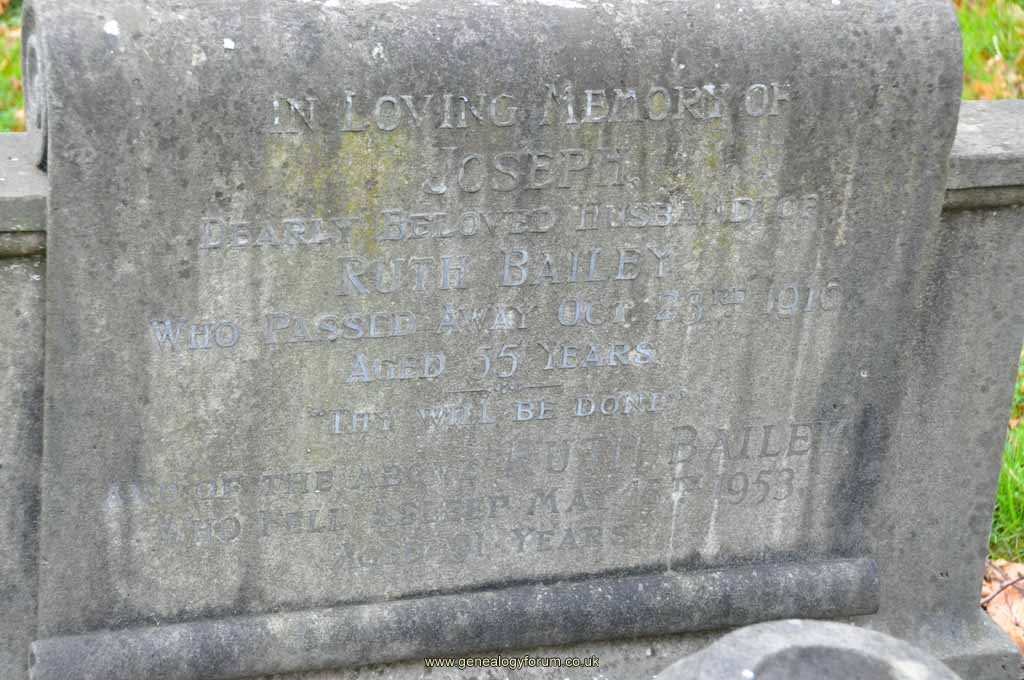 IN LOVING MEMORY OF
JOSEPH,
DEARLY BELOVED HUSBAND OF
RUTH BAILEY
WHO PASSED AWAY OCT. 23RD
AGED 55 YEARS.
"THY WILL BE DONE"
AND OF THE ABOVE RUTH BAILEY
WHO FELL ASLEEP MAY 1953,
AGED 91 YEARS.
www.genealogyforum.co.uk